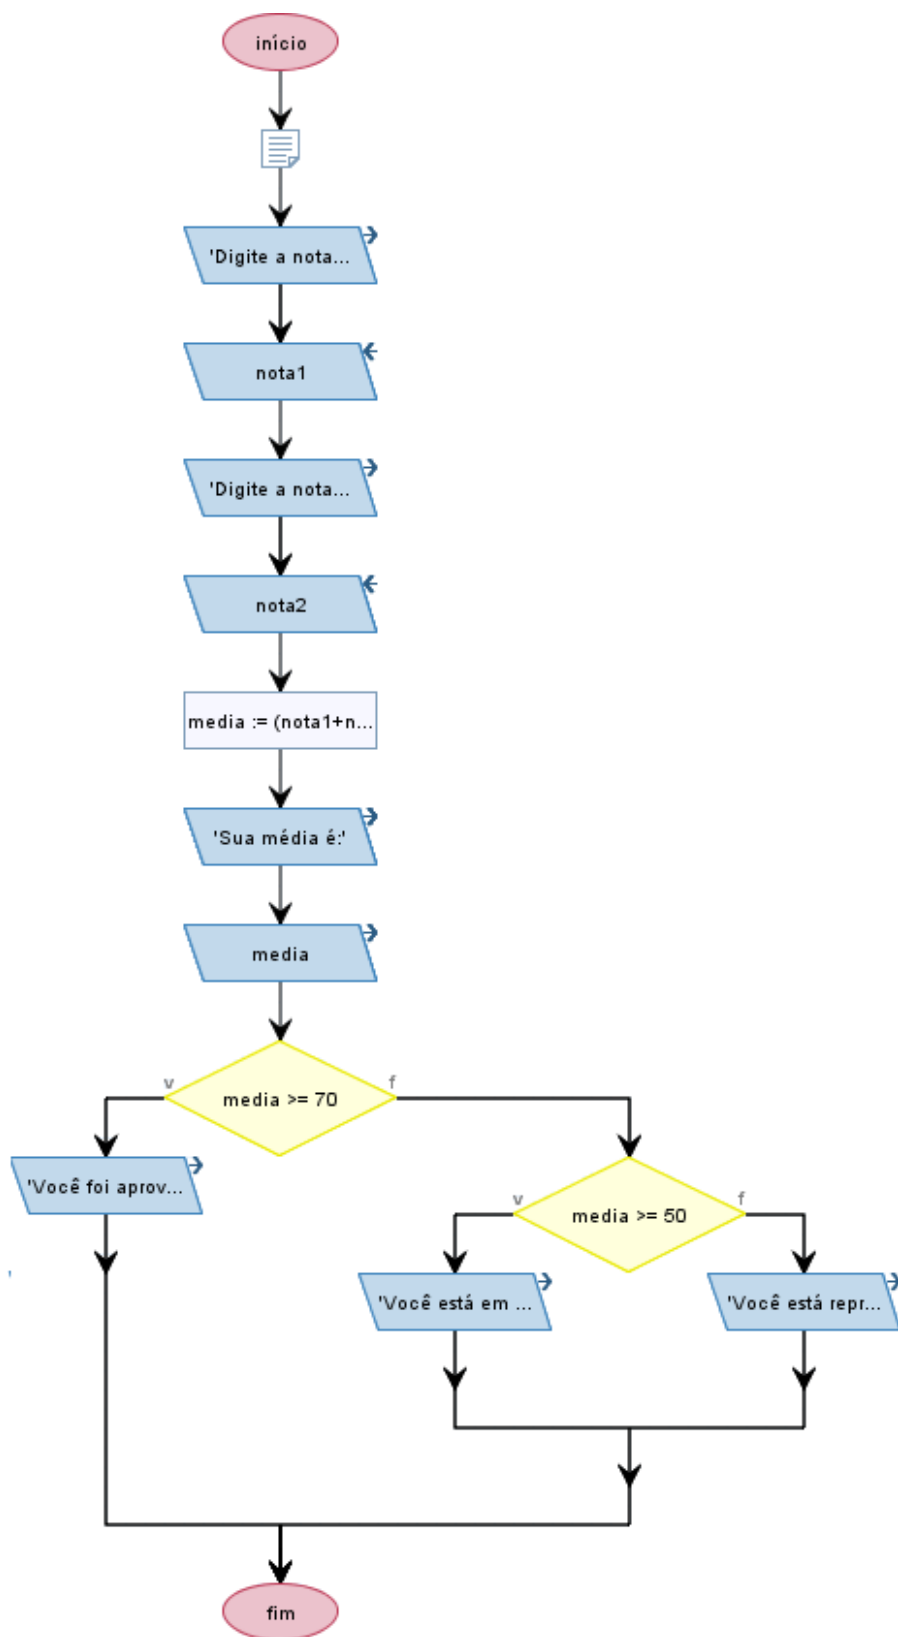 início
'Digite a nota...
nota1
'Digite a nota...
nota2
media := (nota1+n...
'Sua média é:'
media
v
f
media >= 70
'Você foi aprov...
v
f
media >= 50
'Você está em ...
'Você está repr...
fim